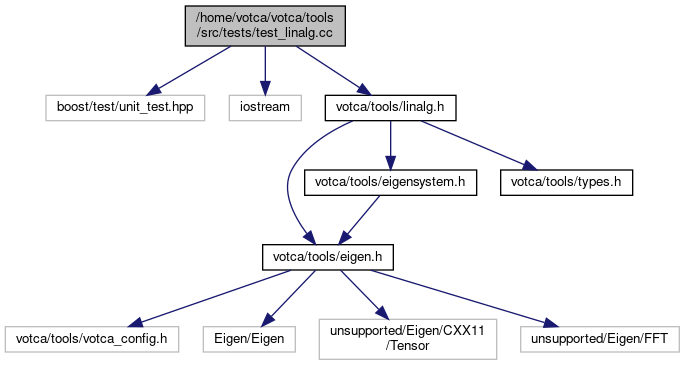 /home/votca/votca/tools
/src/tests/test_linalg.cc
boost/test/unit_test.hpp
iostream
votca/tools/linalg.h
votca/tools/eigensystem.h
votca/tools/types.h
votca/tools/eigen.h
votca/tools/votca_config.h
Eigen/Eigen
unsupported/Eigen/CXX11
/Tensor
unsupported/Eigen/FFT